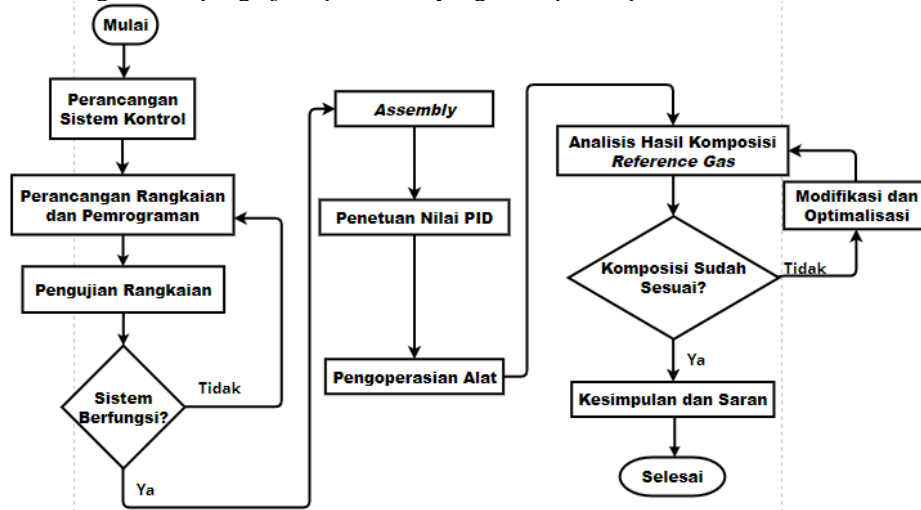 Mulai
Perancangan
Sistem Kontrol
Perancangan Rangkaian
dan Pemrograman
Pengujian Rangkaian
Sistem
Berfungsi?
Tidak
Ya
Assembly
Penetuan Nilai PID
Pengoperasian Alat
Analisis Hasil Komposisi
Reference Gas
Modifikasi dan
Optimalisasi
Komposisi Sudah
Sesuai?
Tidak
Ya
Kesimpulan dan Saran
Selesai